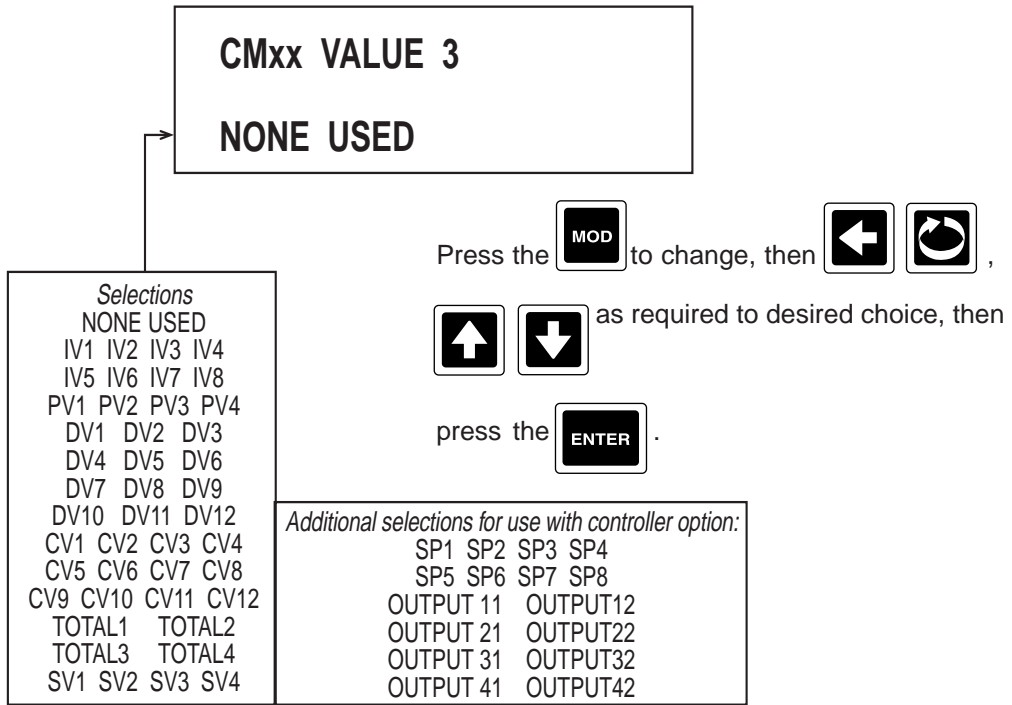 CMxx VALUE 3
NONE USED
Press the MOD to change, then ,
as required to desired choice, then
press the ENTER .
Selections
NONE USED
IV1 IV2 IV3 IV4
IV5 IV6 IV7 IV8
PV1 PV2 PV3 PV4
DV1 DV2 DV3
DV4 DV5 DV6
DV7 DV8 DV9
DV10 DV11 DV12
CV1 CV2 CV3 CV4
CV5 CV6 CV7 CV8
CV9 CV10 CV11 CV12
TOTAL1 TOTAL2
TOTAL3 TOTAL4
SV1 SV2 SV3 SV4
Additional selections for use with controller option:
SP1 SP2 SP3 SP4
SP5 SP6 SP7 SP8
OUTPUT 11 OUTPUT12
OUTPUT 21 OUTPUT22
OUTPUT 31 OUTPUT32
OUTPUT 41 OUTPUT42